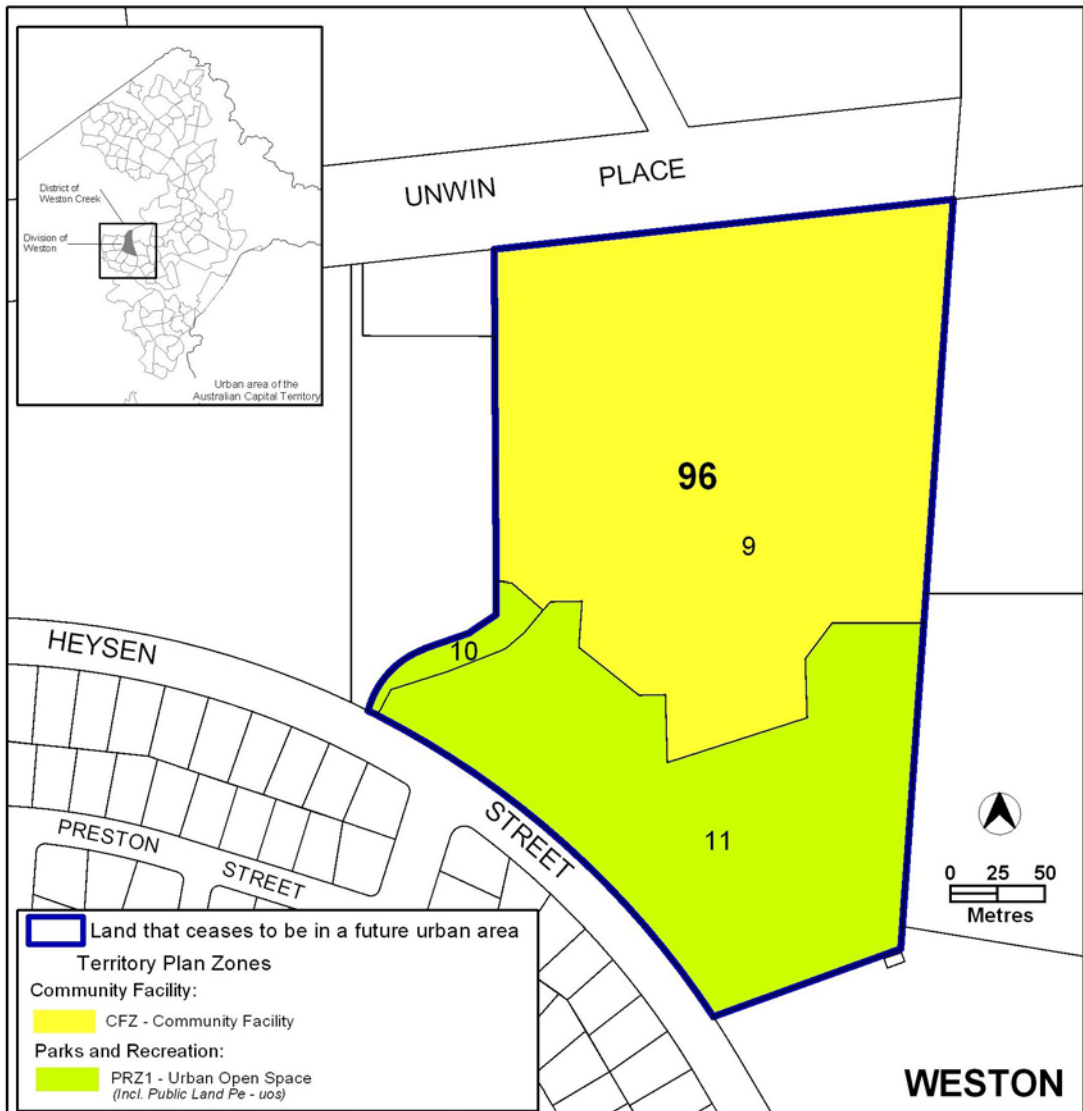 District of
Weston Creek
Division of
Weston
Urban area of the
Australian Capital Territory
UNWIN PLACE
96
9
10
11
HEYSEN
STREET
PRESTON
STREET
0 25 50
Metres
Land that ceases to be in a future urban area
Territory Plan Zones
Community Facility:
CFZ - Community Facility
Parks and Recreation:
PRZ1 - Urban Open Space
(Incl. Public Land Pe - uos)
WESTON